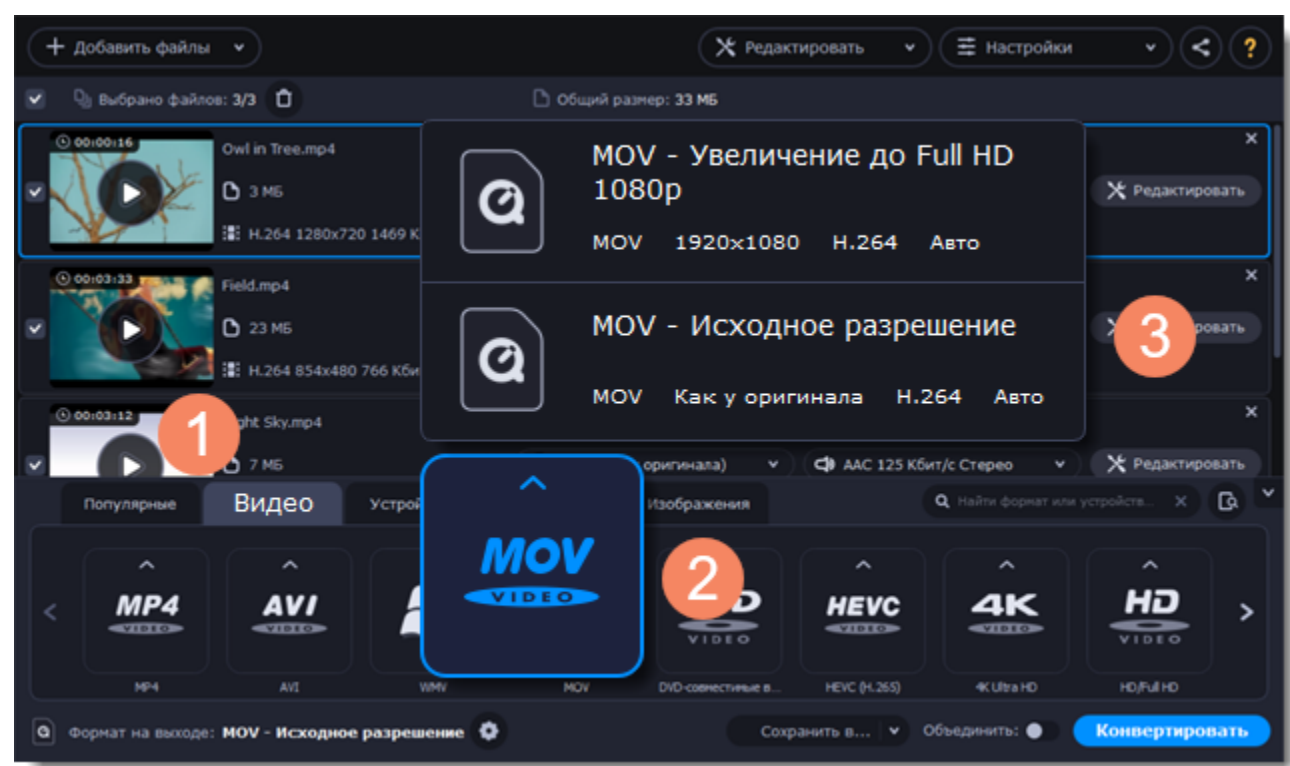 Добавить файлы
Редактировать
Настройки
?
Выбрано файлов: 3/3
Общий размер: 33 МБ
00:00:16
Owl in Tree.mp4
3 МБ
H.264 1280x720 1469 К
MOV - Увеличение до Full HD
1080p
MOV 1920x1080 H.264 Авто
Редактировать
00:03:33
Field.mp4
23 МБ
H.264 854x480 766 Кби
MOV - Исходное разрешение
MOV Как у оригинала H.264 Авто
3
00:03:12
1
Sky.mp4
7 МБ
оригинала)
AAC 125 Кбит/с Стерео
Редактировать
Популярные
Видео
Изображения
Найти формат или устройств...
MP4 VIDEO
AVI VIDEO
MOV VIDEO
2
VIDEO
HEVC VIDEO
4K VIDEO
HD VIDEO
MP4
AVI
WMV
MOV
DVD-совместимые в...
HEVC (H.265)
4K Ultra HD
HD/Full HD
Формат на выходе: MOV - Исходное разрешение
Сохранить в...
Объединить:
Конвертировать